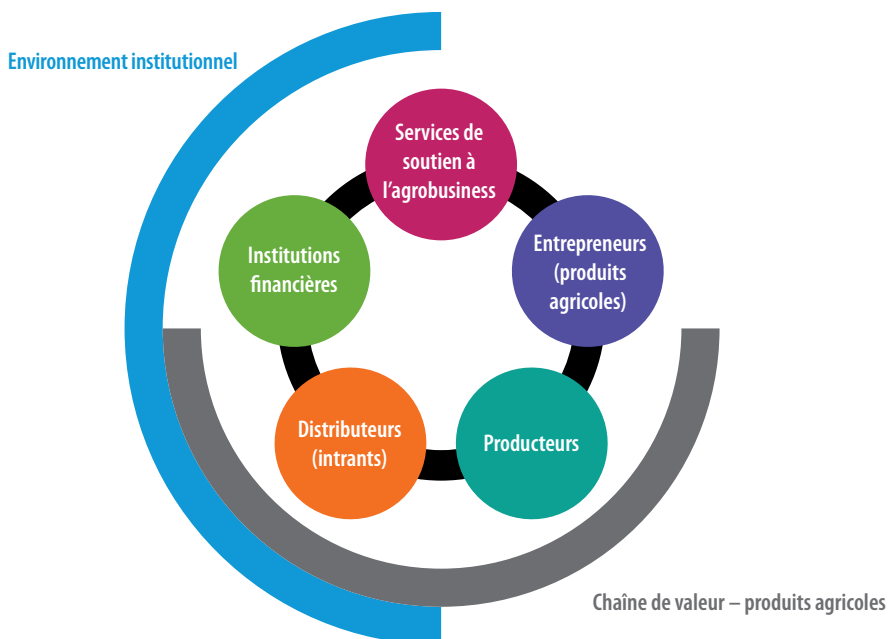 Environnement institutionnel
Services de
soutien à
l’agrobusiness
Institutions
financières
Entrepreneurs
(produits
agricoles)
Distributeurs
(intrants)
Producteurs
Chaîne de valeur – produits agricoles